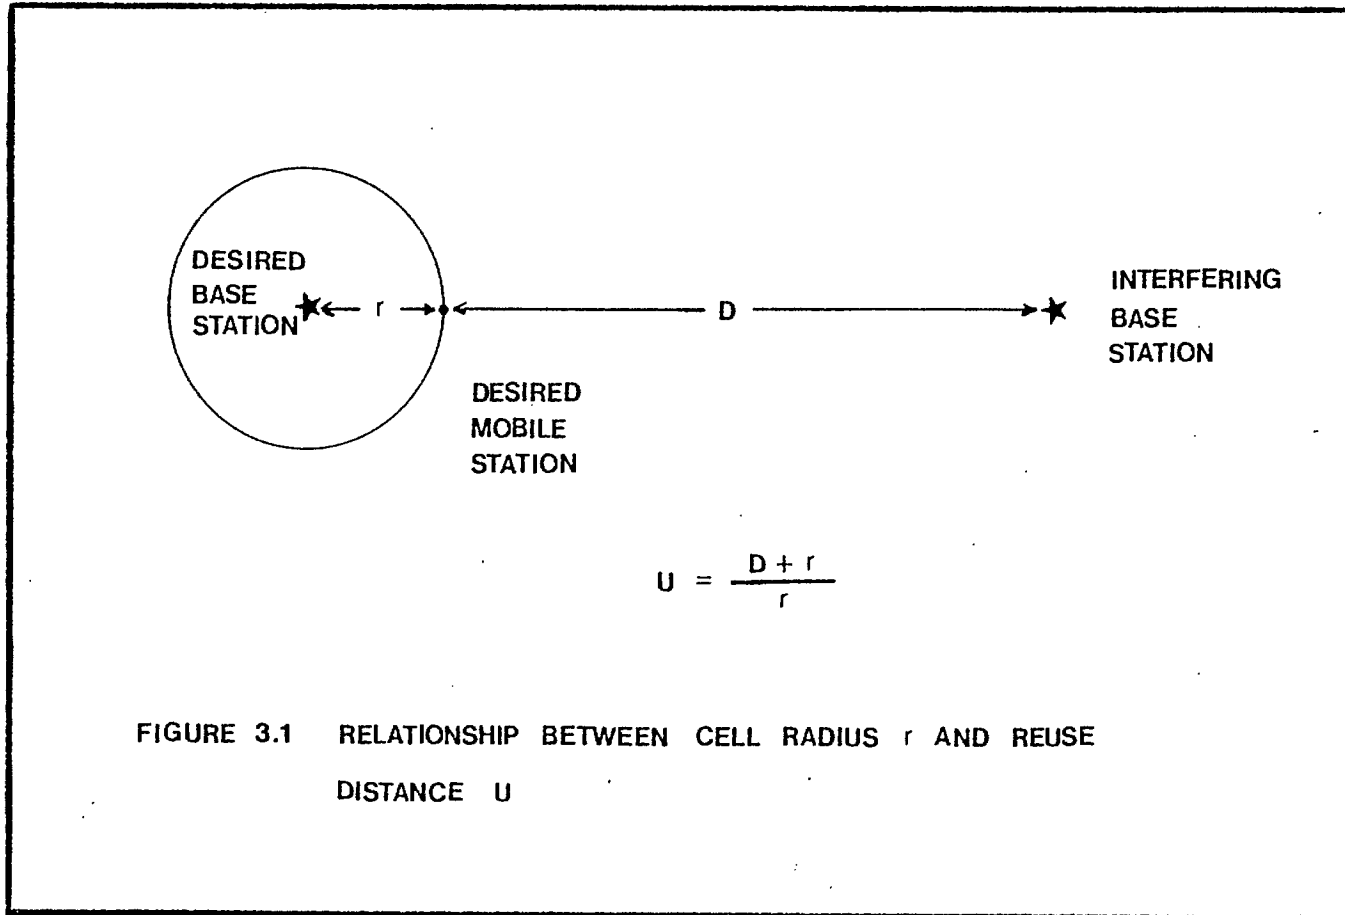 DESIRED
BASE
STATION
r
D
INTERFERING
BASE
STATION
DESIRED
MOBILE
STATION
U = D + r / r
FIGURE 3.1 RELATIONSHIP BETWEEN CELL RADIUS r AND REUSE
DISTANCE U